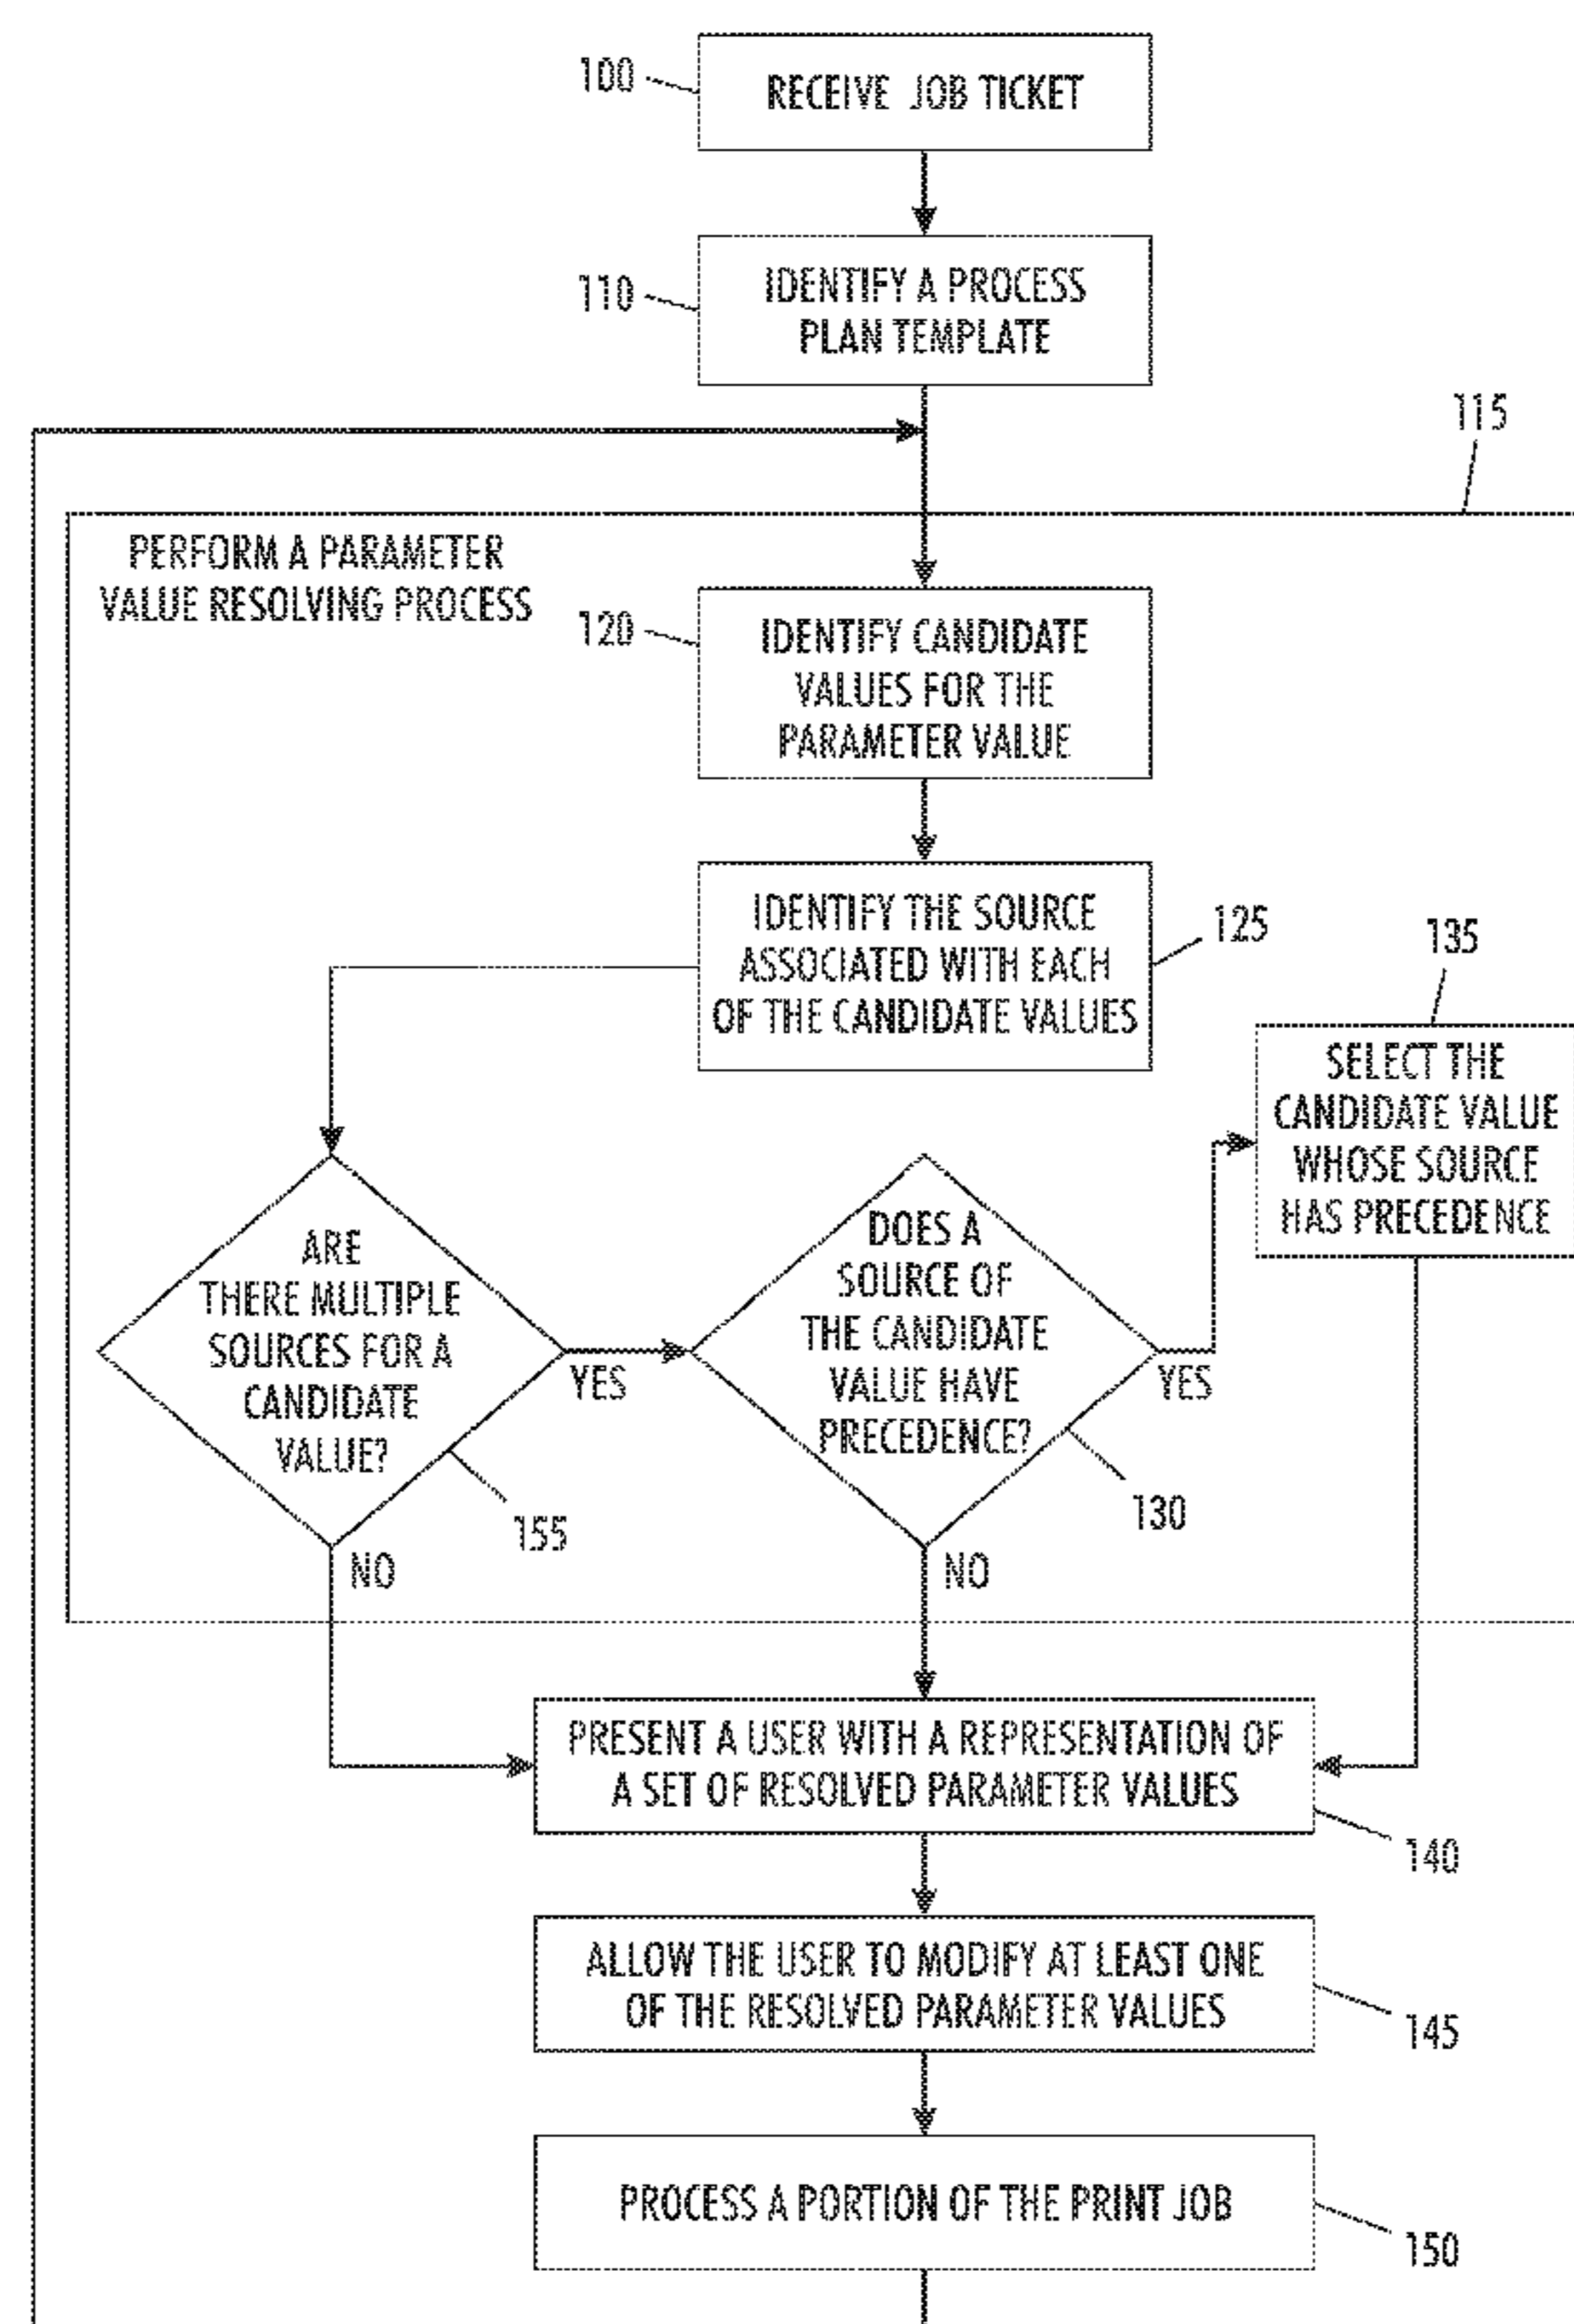 100
RECEIVE JOB TICKET
110
IDENTIFY A PROCESS
PLAN TEMPLATE
115
PERFORM A PARAMETER
VALUE RESOLVING PROCESS
120
IDENTIFY CANDIDATE
VALUES FOR THE
PARAMETER VALUE
IDENTIFY THE SOURCE
ASSOCIATED WITH EACH
OF THE CANDIDATE VALUES
125
135
SELECT THE
CANDIDATE VALUE
WHOSE SOURCE
HAS PRECEDENCE
ARE
THERE MULTIPLE
SOURCES FOR A
CANDIDATE
VALUE?
YES
155
NO
DOES A
SOURCE OF
THE CANDIDATE
VALUE HAVE
PRECEDENCE?
YES
130
NO
PRESENT A USER WITH A REPRESENTATION OF
A SET OF RESOLVED PARAMETER VALUES
140
ALLOW THE USER TO MODIFY AT LEAST ONE
OF THE RESOLVED PARAMETER VALUES
145
PROCESS A PORTION OF THE PRINT JOB
150